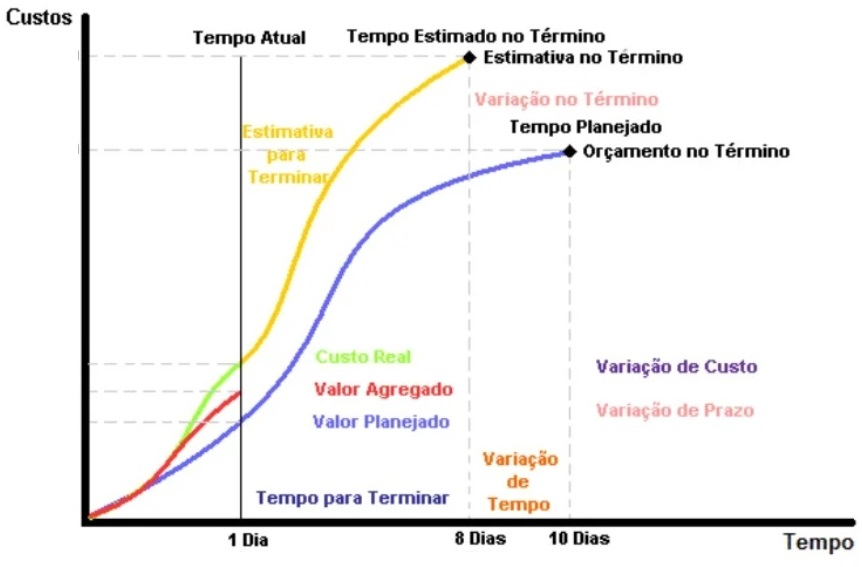 Custos
Tempo Atual
Tempo Estimado no Término
Estimativa no Término
Variação no Término
Estimativa
para
Terminar
Tempo Planejado
Orçamento no Término
Custo Real
Variação de Custo
Valor Agregado
Variação de Prazo
Valor Planejado
Variação
de
Tempo
Tempo para Terminar
1 Dia
8 Dias
10 Dias
Tempo